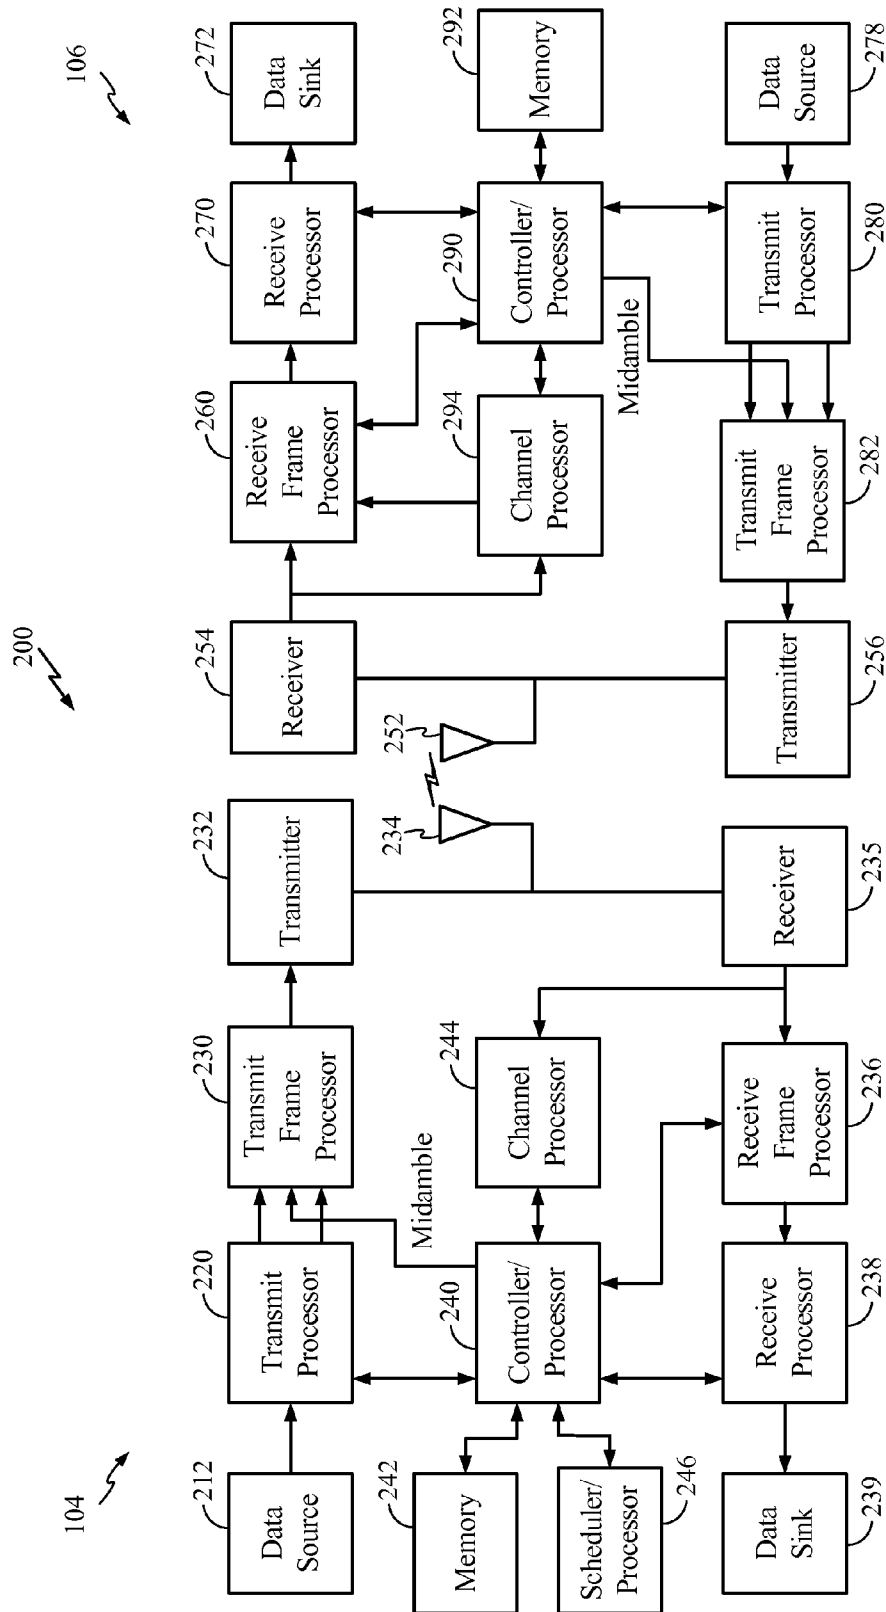 200
104
106
212
Data
Source
220
Transmit
Processor
230
Transmit
Frame
Processor
232
Transmitter
254
Receiver
260
Receive
Frame
Processor
270
Receive
Processor
272
Data
Sink
Midamble
234
252
242
Memory
240
Controller/
Processor
244
Channel
Processor
294
Channel
Processor
290
Controller/
Processor
292
Memory
Scheduler/
Processor
246
Midamble
Data
Sink
239
Receive
Processor
238
Receive
Frame
Processor
236
Receiver
235
Transmitter
256
Transmit
Frame
Processor
282
Transmit
Processor
280
Data
Source
278